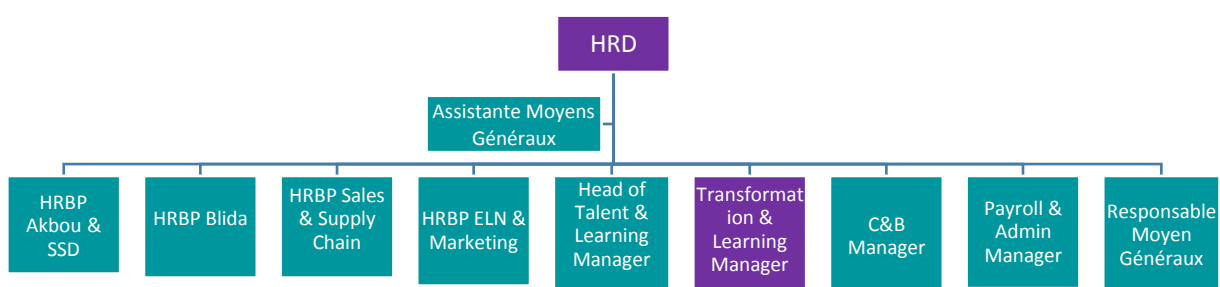 HRD
Assistante Moyens
Généraux
HRBP
Akbou &
SSD
HRBP Blida
HRBP Sales
& Supply
Chain
HRBP ELN &
Marketing
Head of
Talent &
Learning
Manager
Transformat
ion &
Learning
Manager
C&B
Manager
Payroll &
Admin
Manager
Responsable
Moyen
Généraux